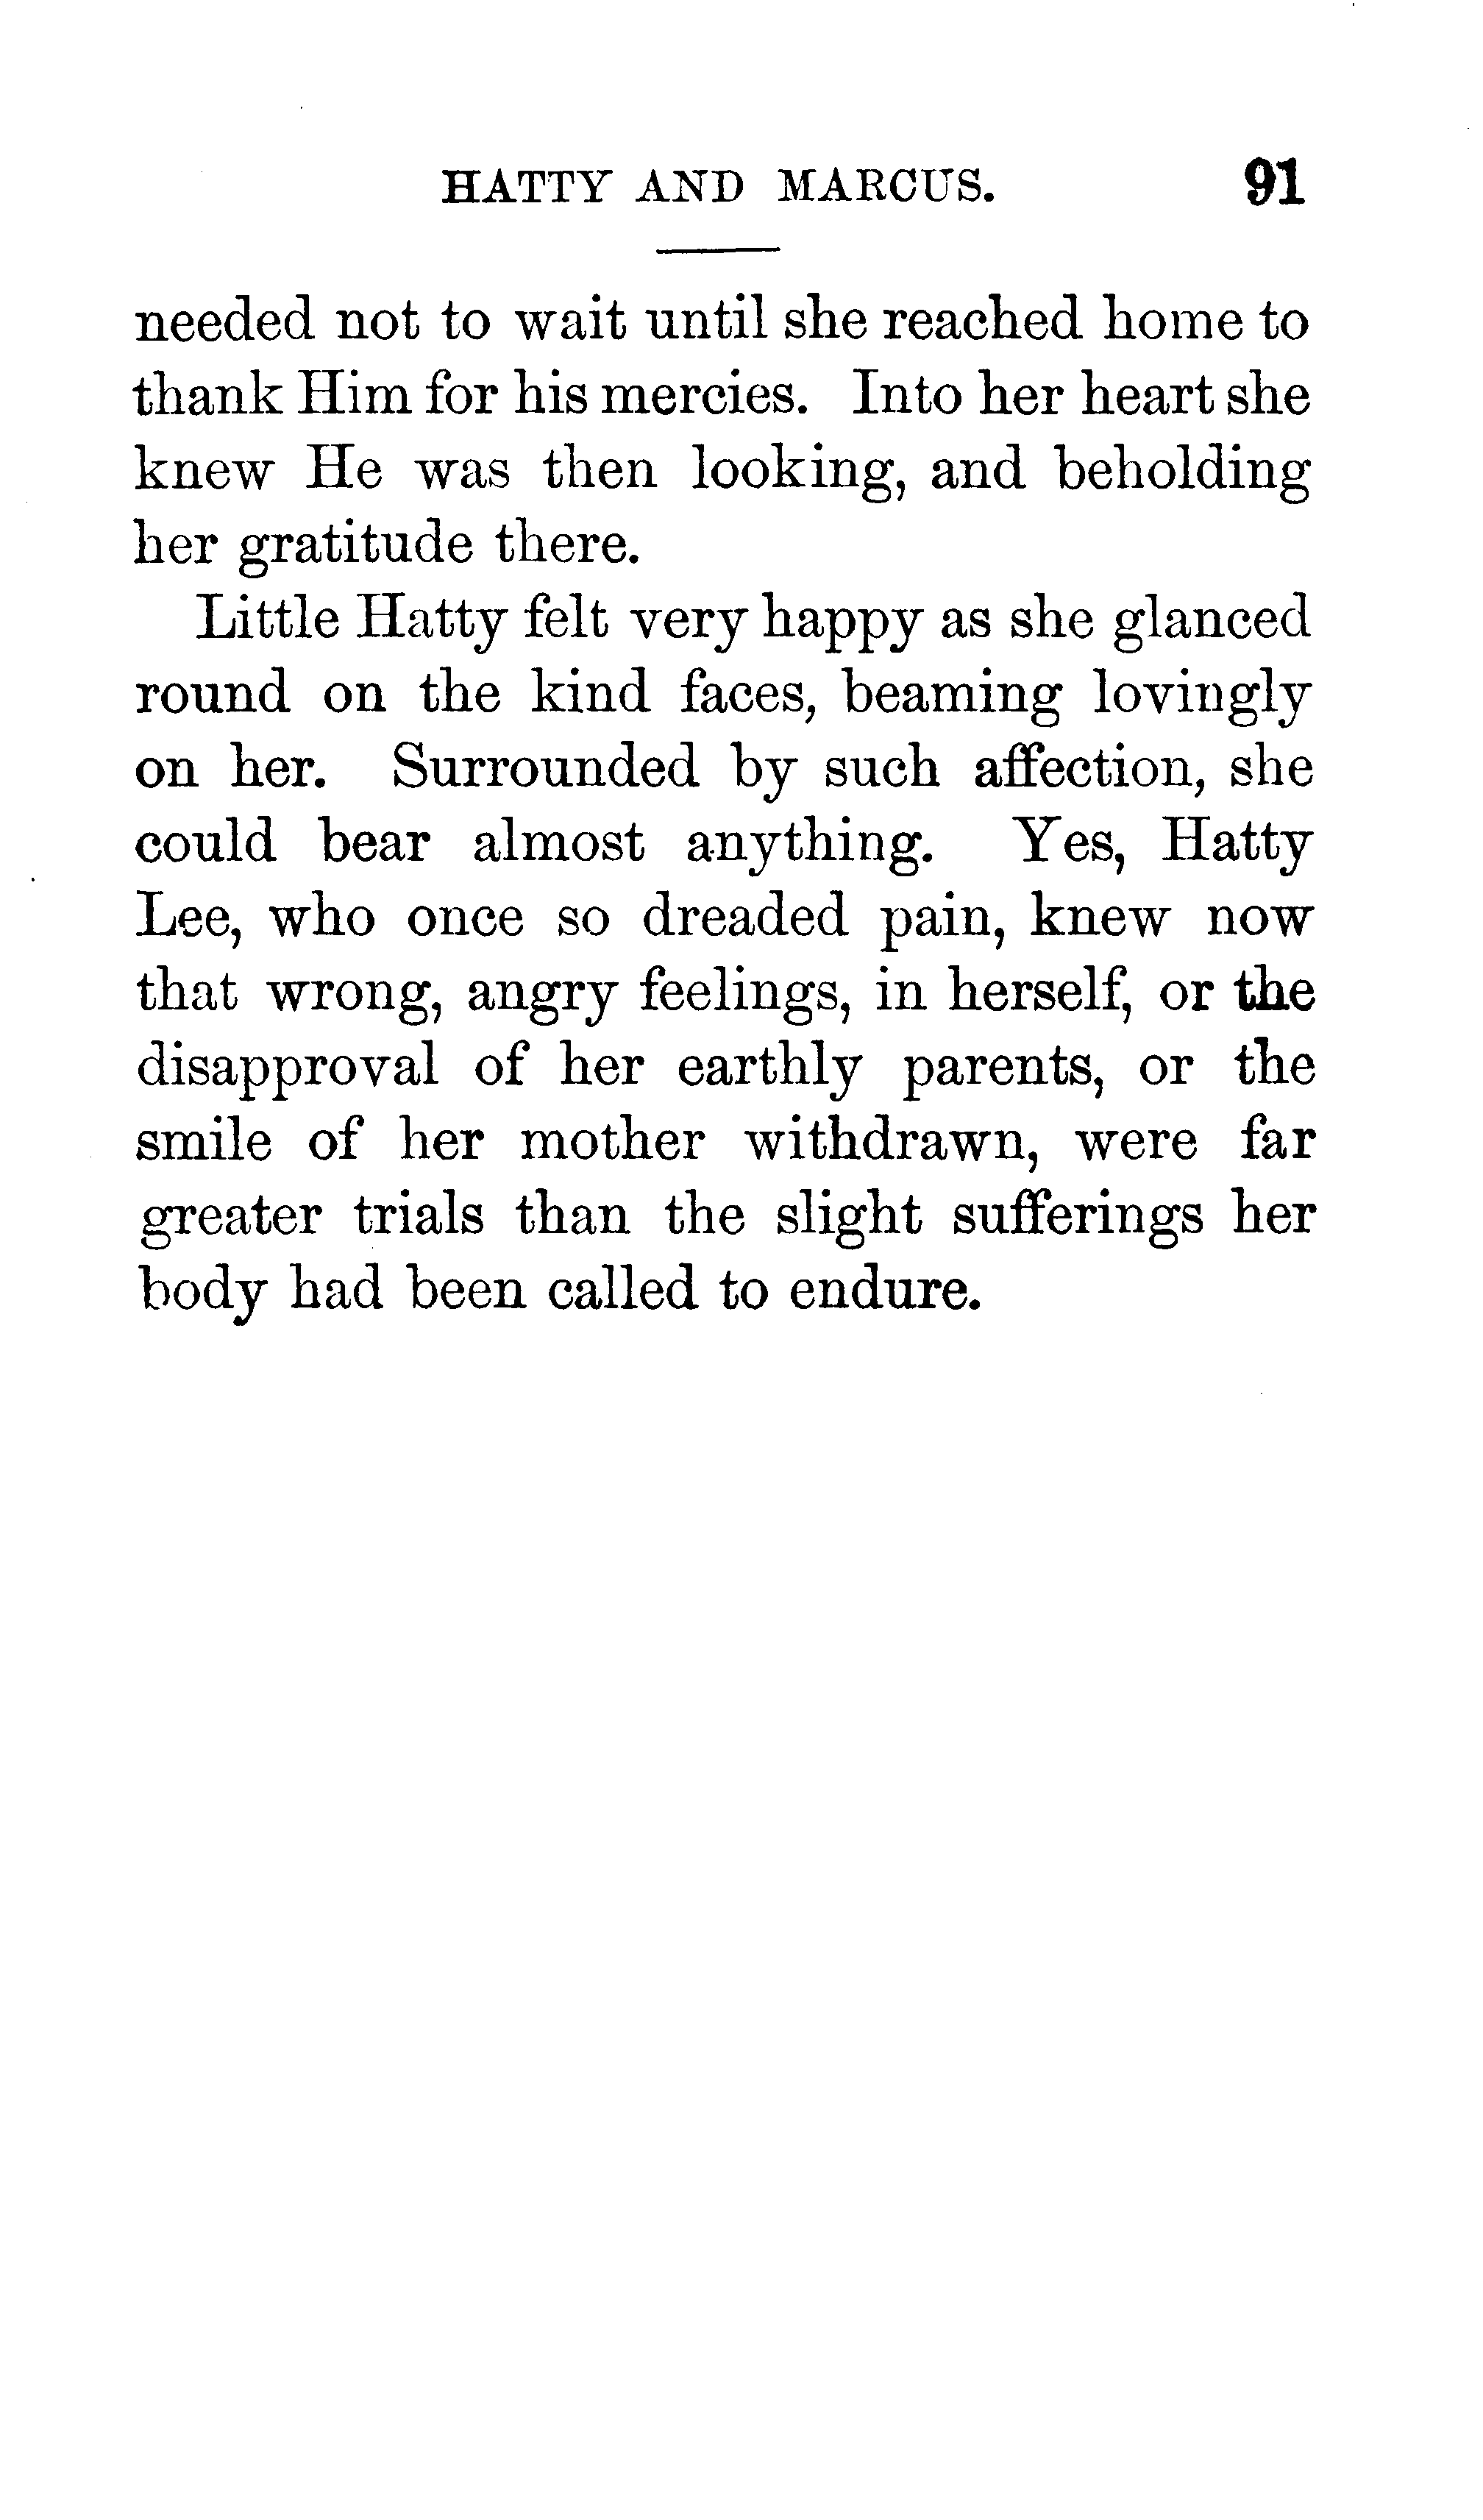 HATTY AND MARCUS. 91
needed not to wait until she reached home to
thank Him for his mercies. Into her heart she
knew He was then looking, and beholding
her gratitude there.
Little Hatty felt very happy as she glanced
round on the kind faces, beaming lovingly
on her. Surrounded by such affection, she
could bear almost anything. Yes, Hatty
Lee, who once so dreaded pain, knew now
that wrong, angry feelings, in herself, or the
disapproval of her earthly parents, or the
smile of her mother withdrawn, were far
greater trials than the slight sufferings her
body had been called to endure.